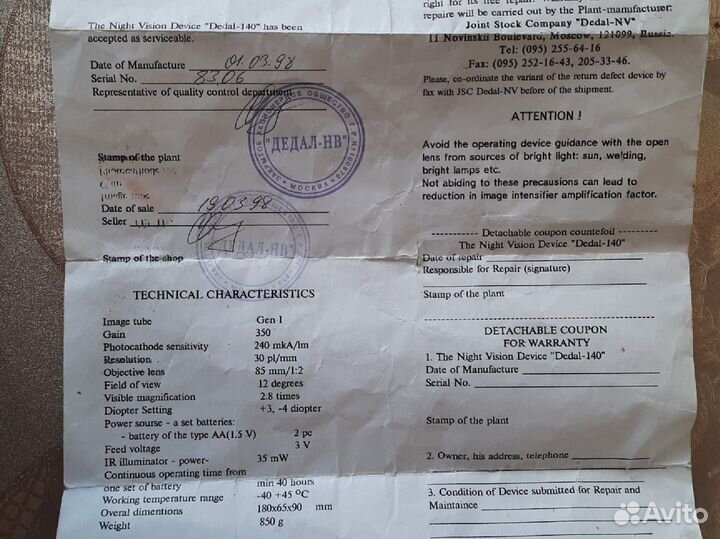 The Night Vision Device "Dedal-140" has been
accepted as serviceable.
Date of Manufacture 01.03.98
Serial No. 8306
Representative of quality control department
"ДЕДАЛ-НВ"
ЗАКРЫТОЕ АКЦИОНЕРНОЕ ОБЩЕСТВО
МОСКВА
Stamp of the plant
Date of sale 19.03.98
Seller
"ДЕДАЛ-НВ"
Stamp of the shop
TECHNICAL CHARACTERISTICS
Image tube Gen I
Gain 350
Photocathode sensitivity 240 mkA/lm
Resolution 30 pl/mm
Objective lens 85 mm/1:2
Field of view 12 degrees
Visible magnification 2.8 times
Diopter Setting +3, -4 diopter
Power sourse - a set batteries:
- battery of the type AA(1.5 V) 2 pc
Feed voltage 3 V
IR illuminator - power- 35 mW
Continuous operating time from
one set of battery min 40 hours
Working temperature range -40 +45 °C
Overal dimentions 180x65x90 mm
Weight 850 g
right for its free repair.
repaire will be carried out by the Plant-manufacturer:
Joint Stock Company "Dedal-NV"
11 Novinskii Boulevard, Moscow, 121099, Russia.
Tel: (095) 255-64-16
Fax: (095) 252-16-43, 205-33-46.
Please, co-ordinate the variant of the return defect device by
fax with JSC Dedal-NV before of the shipment.
ATTENTION !
Avoid the operating device guidance with the open
lens from sources of bright light: sun, welding,
bright lamps etc.
Not abiding to these precausions can lead to
reduction in image intensifier amplification factor.
Detachable coupon countefoil
The Night Vision Device "Dedal-140"
Date of repair
Responsible for Repair (signature)
Stamp of the plant
DETACHABLE COUPON
FOR WARRANTY
1. The Night Vision Device "Dedal-140"
Date of Manufacture
Serial No.
Stamp of the plant
2. Owner, his address, telephone
3. Condition of Device submitted for Repair and
Maintaince
Avito